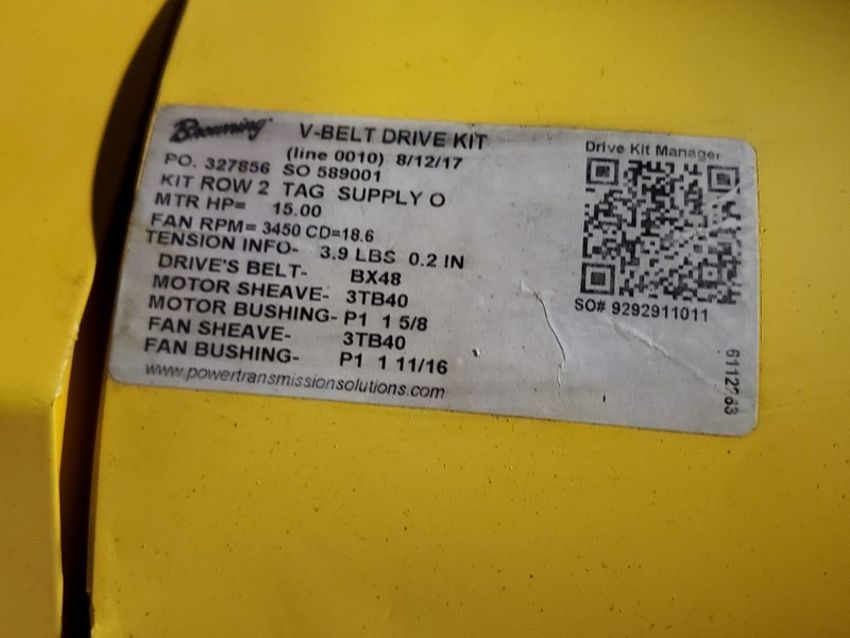 Browning V-BELT DRIVE KIT
(line 0010) 8/12/17
PO. 327856 SO 589001
KIT ROW 2 TAG SUPPLY O
MTR HP= 15.00
FAN RPM= 3450 CD=18.6
TENSION INFO- 3.9 LBS 0.2 IN
DRIVE'S BELT- BX48
MOTOR SHEAVE- 3TB40
MOTOR BUSHING- P1 1 5/8
FAN SHEAVE- 3TB40
FAN BUSHING- P1 1 11/16
www.powertransmissionsolutions.com
Drive Kit Manager
SO# 9292911011